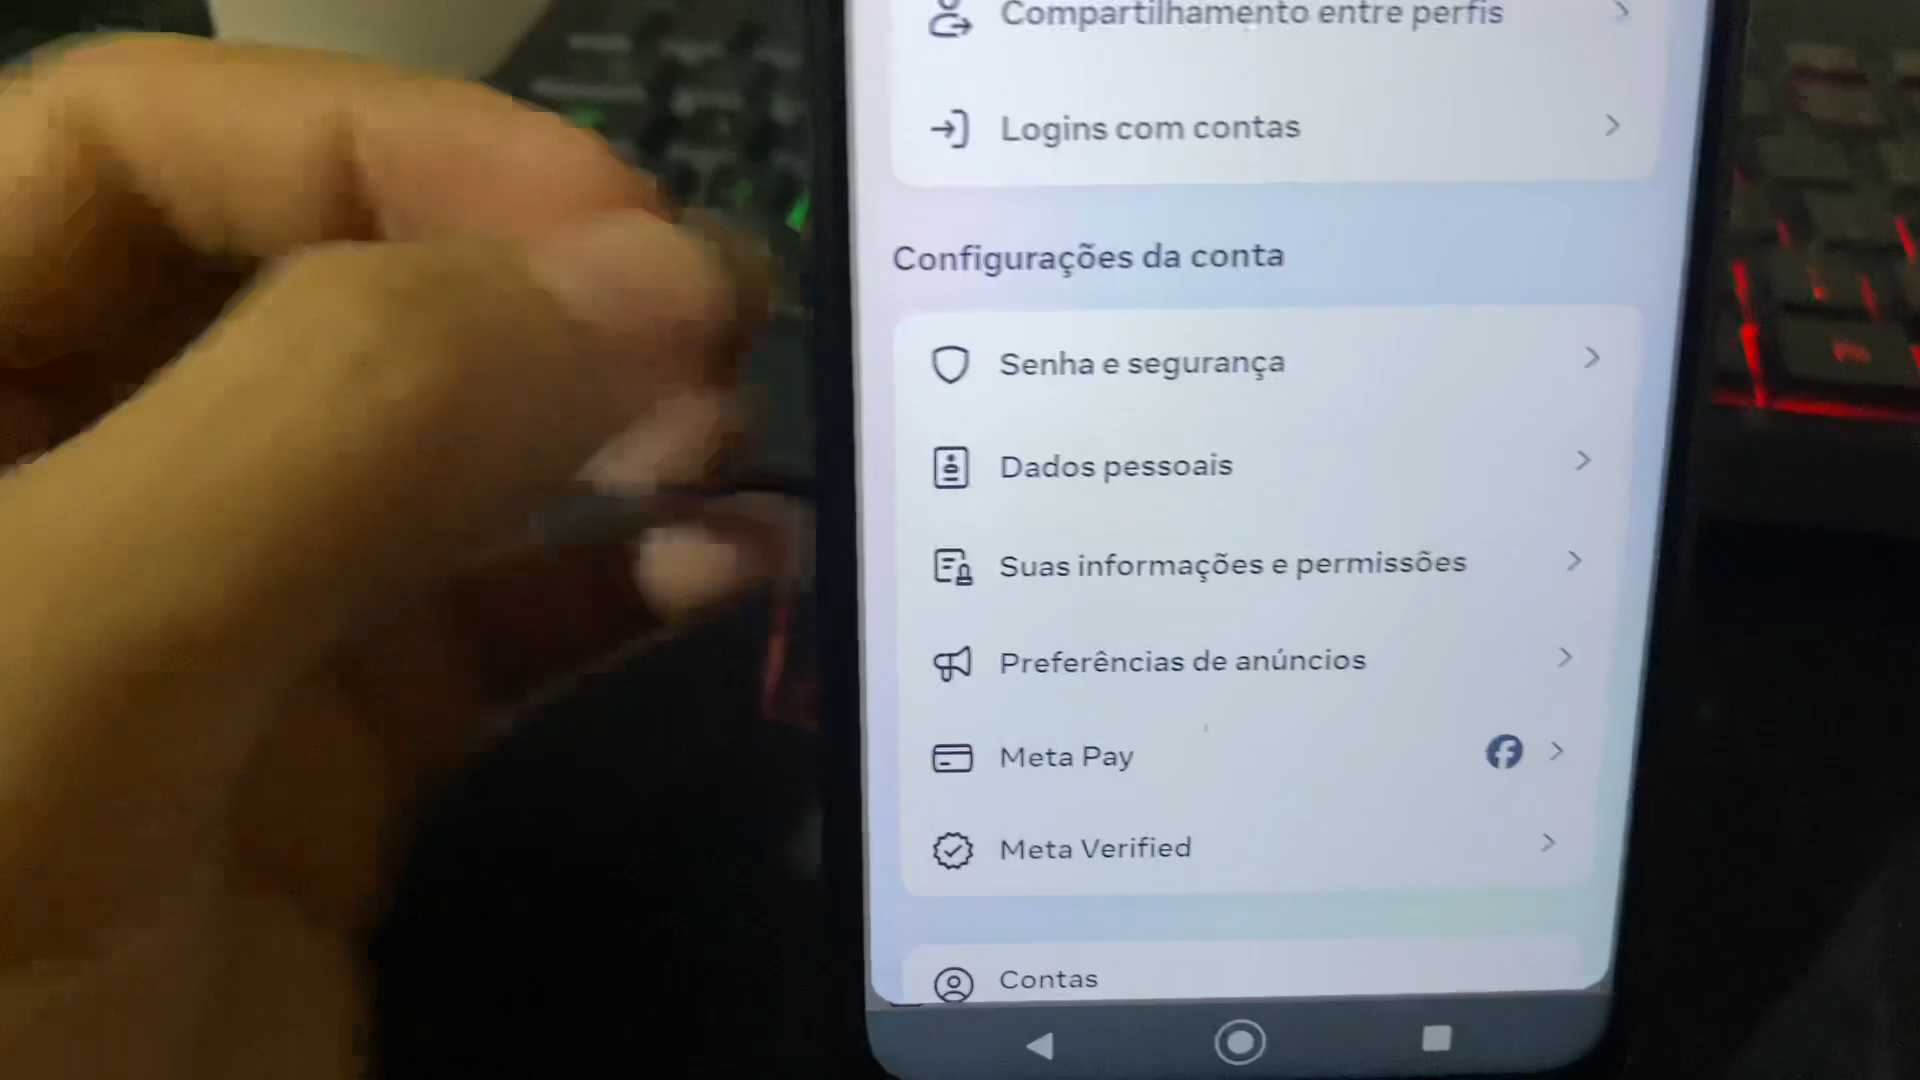 Compartilhamento entre perfis
Logins com contas
Configurações da conta
Senha e segurança
Dados pessoais
Suas informações e permissões
Preferências de anúncios
Meta Pay
Meta Verified
Contas